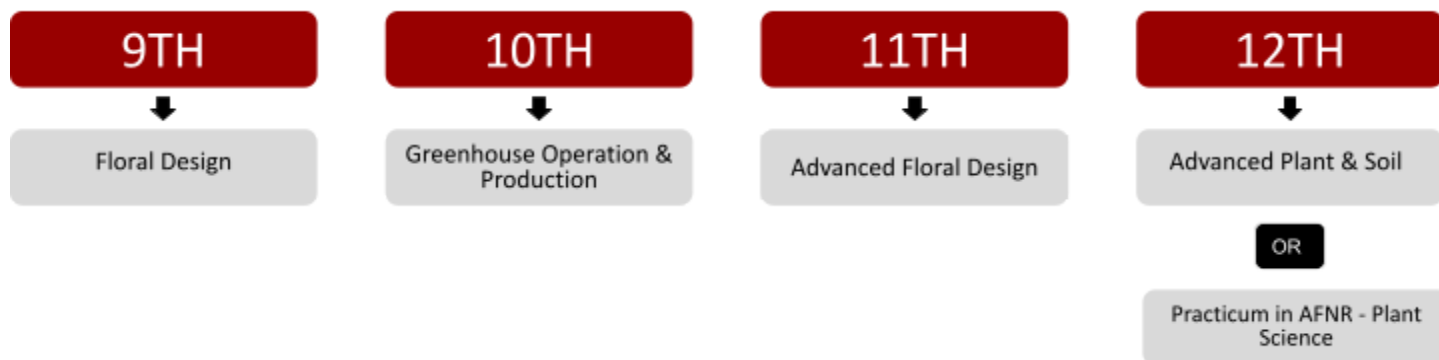 9TH
10TH
11TH
12TH
Floral Design
Greenhouse Operation &
Production
Advanced Floral Design
Advanced Plant & Soil
OR
Practicum in AFNR - Plant
Science